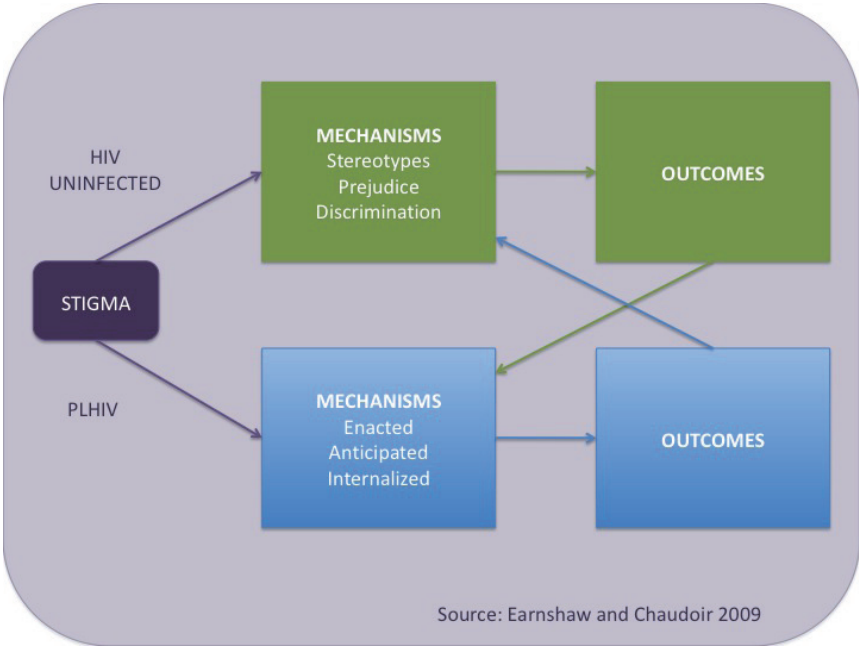 HIV
UNINFECTED
MECHANISMS
Stereotypes
Prejudice
Discrimination
OUTCOMES
STIGMA
PLHIV
MECHANISMS
Enacted
Anticipated
Internalized
OUTCOMES
Source: Earnshaw and Chaudoir 2009